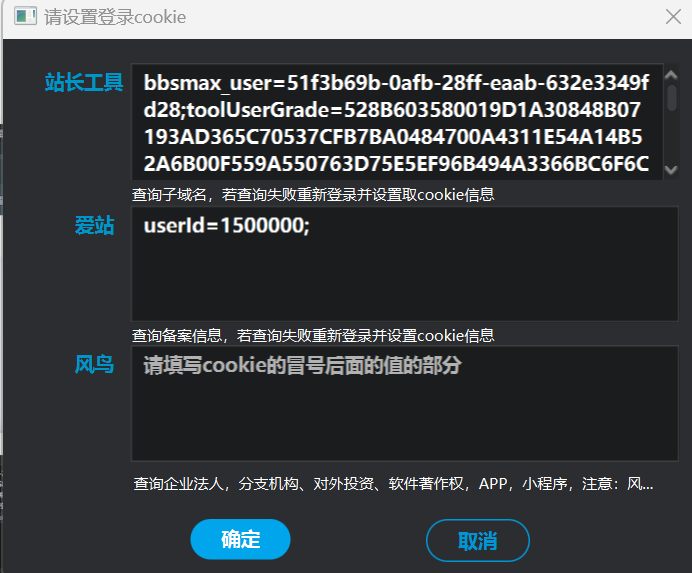 请设置登录cookie
站长工具
bbsmax_user=51f3b69b-0afb-28ff-eaab-632e3349f
d28;toolUserGrade=528B603580019D1A30848B07
193AD365C70537CFB7BA0484700A4311E54A14B5
2A6B00F559A550763D75E5EF96B494A3366BC6F6C
查询子域名，若查询失败重新登录并设置取cookie信息
爱站
userId=1500000;
查询备案信息，若查询失败重新登录并设置cookie信息
风鸟
请填写cookie的冒号后面的值的部分
查询企业法人，分支机构、对外投资、软件著作权，APP，小程序，注意：风...
确定
取消